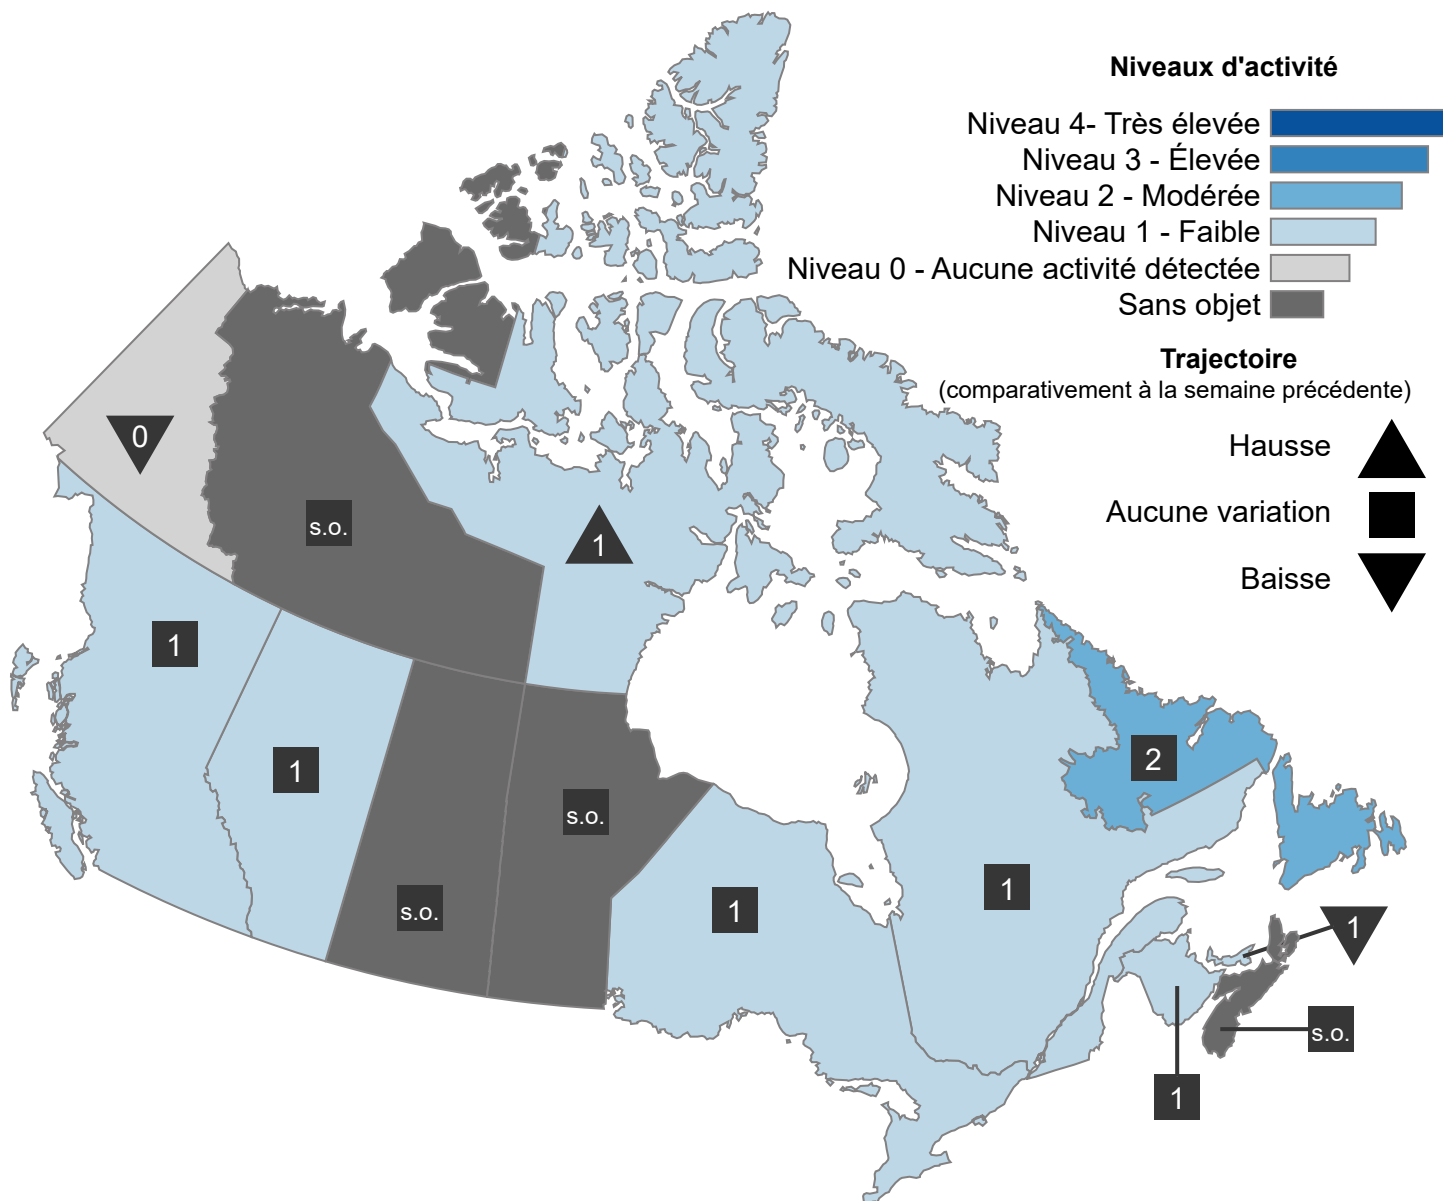 Niveaux d'activité
Niveau 4- Très élevée
Niveau 3 - Élevée
Niveau 2 - Modérée
Niveau 1 - Faible
Niveau 0 - Aucune activité détectée
Sans objet
Trajectoire
(comparativement à la semaine précédente)
Hausse
Aucune variation
Baisse
0
s.o.
1
1
1
s.o.
s.o.
1
1
2
1
s.o.
1